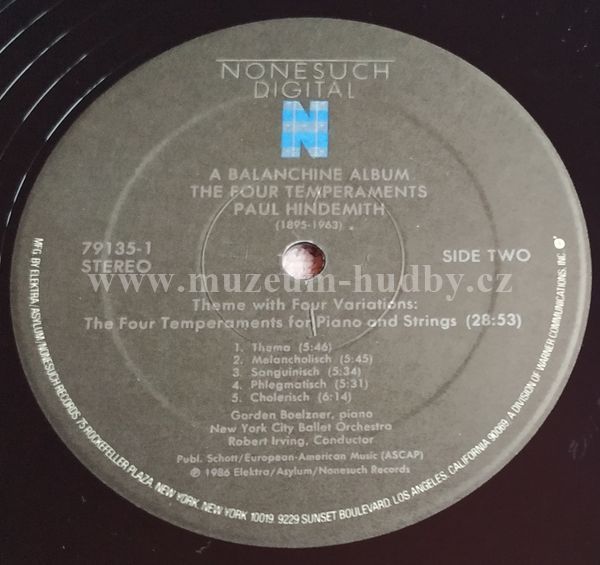 NONESUCH
DIGITAL
N
A BALANCHINE ALBUM
THE FOUR TEMPERAMENTS
PAUL HINDEMITH
(1895-1963)
79135-1
STEREO
SIDE TWO
www.muzeum-hudby.cz
Theme with Four Variations:
The Four Temperaments for Piano and Strings (28:53)
1. Thema (5:46)
2. Melancholisch (5:45)
3. Sanguinisch (5:34)
4. Phlegmatisch (5:31)
5. Cholerisch (6:14)
Gordon Boelzner, piano
New York City Ballet Orchestra
Robert Irving, Conductor
Publ. Schott/European-American Music (ASCAP)
℗ 1986 Elektra/Asylum/Nonesuch Records
MFG BY ELEKTRA/ASYLUM/NONESUCH RECORDS 75 ROCKEFELLER PLAZA, NEW YORK, NEW YORK 10019. 9229 SUNSET BOULEVARD, LOS ANGELES, CALIFORNIA 90069. A DIVISION OF WARNER COMMUNICATIONS, INC.